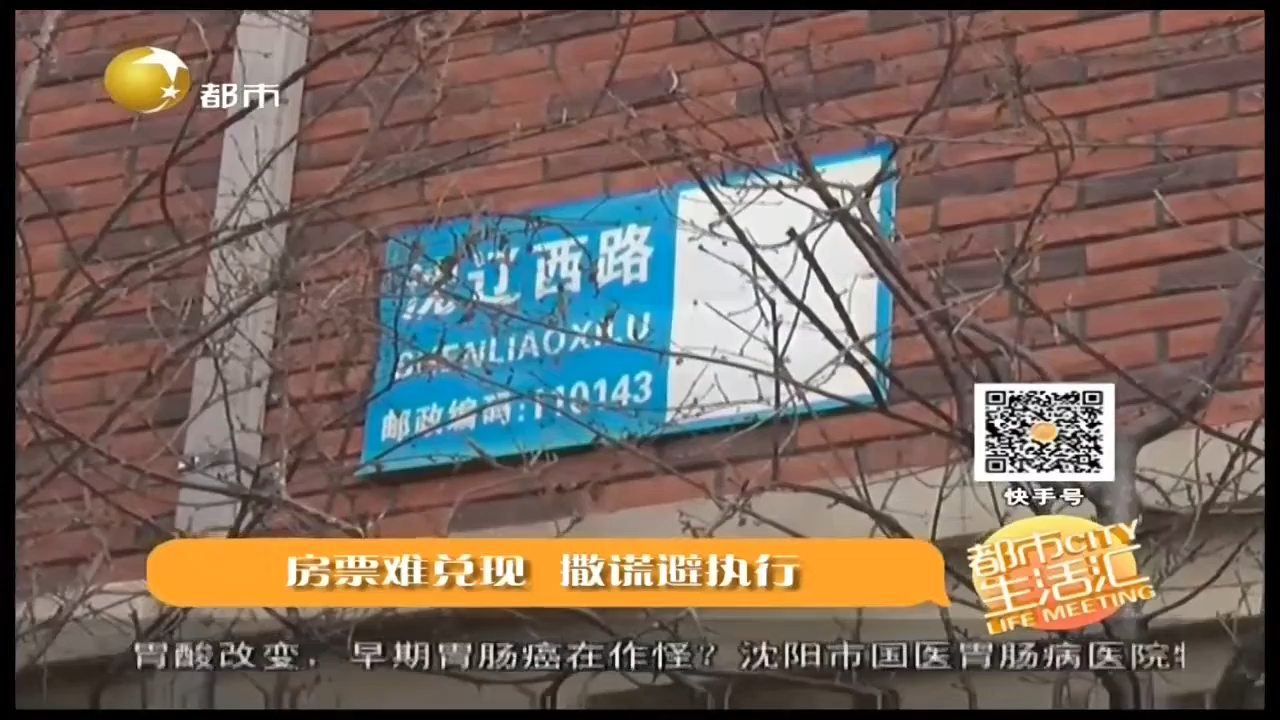 都市
沈辽西路
SHENLIAOXILU
邮政编码:110143
快手号
都市CITY
生活汇
LIFE MEETING
房票难兑现 撒谎避执行
胃酸改变，早期胃肠癌在作怪？沈阳市国医胃肠病医院